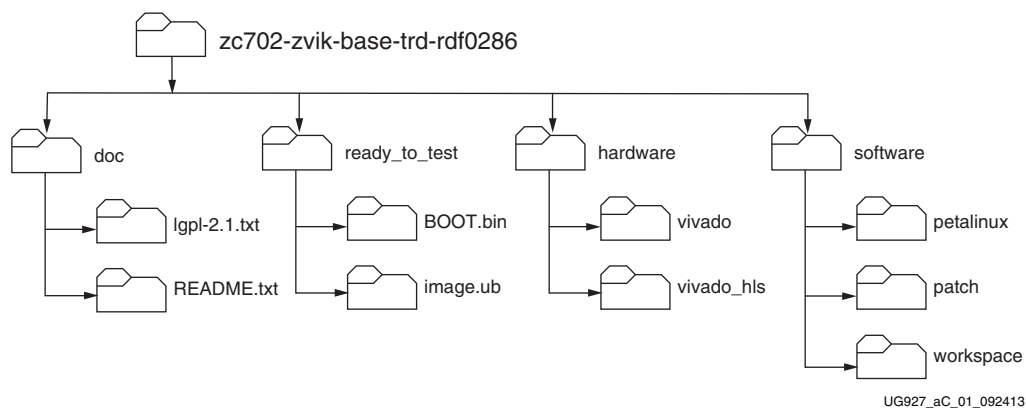 zc702-zvik-base-trd-rdf0286
doc
ready_to_test
hardware
software
lgpl-2.1.txt
BOOT.bin
vivado
petalinux
README.txt
image.ub
vivado_hls
patch
workspace
UG927_aC_01_092413